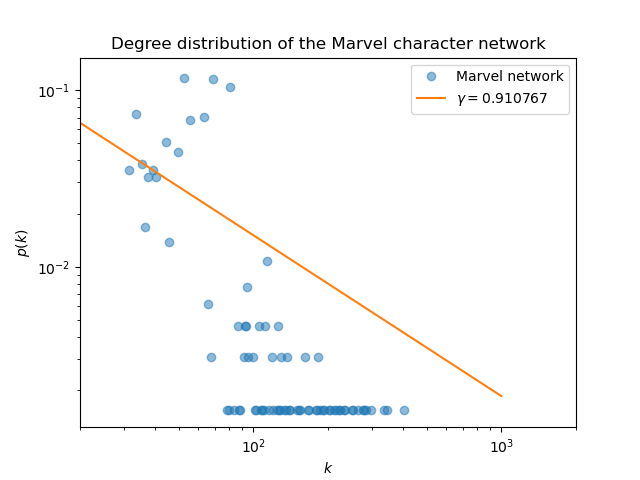 Degree distribution of the Marvel character network
Marvel network
γ = 0.910767
p(k)
10⁻¹
10⁻²
10²
10³
k